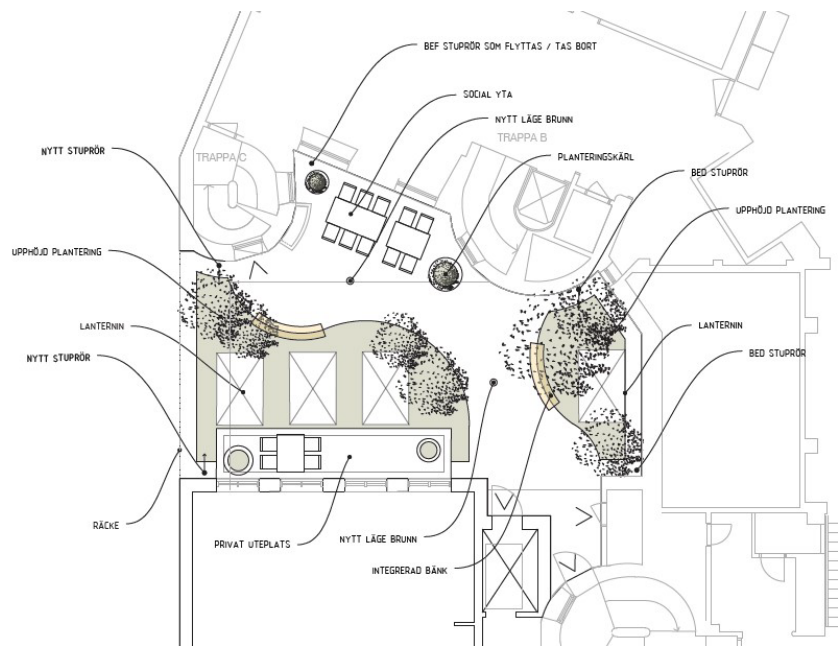 BEF STUPRÖR SOM FLYTTAS / TAS BORT
SOCIAL YTA
NYTT LÄGE BRUNN
TRAPPA B
NYTT STUPRÖR
TRAPPA C
PLANTERINGSKÄRL
BED STUPRÖR
UPPHÖJD PLANTERING
UPPHÖJD PLANTERING
LANTERNIN
LANTERNIN
NYTT STUPRÖR
BED STUPRÖR
RÄCKE
PRIVAT UTEPLATS
NYTT LÄGE BRUNN
INTEGRERAD BÄNK